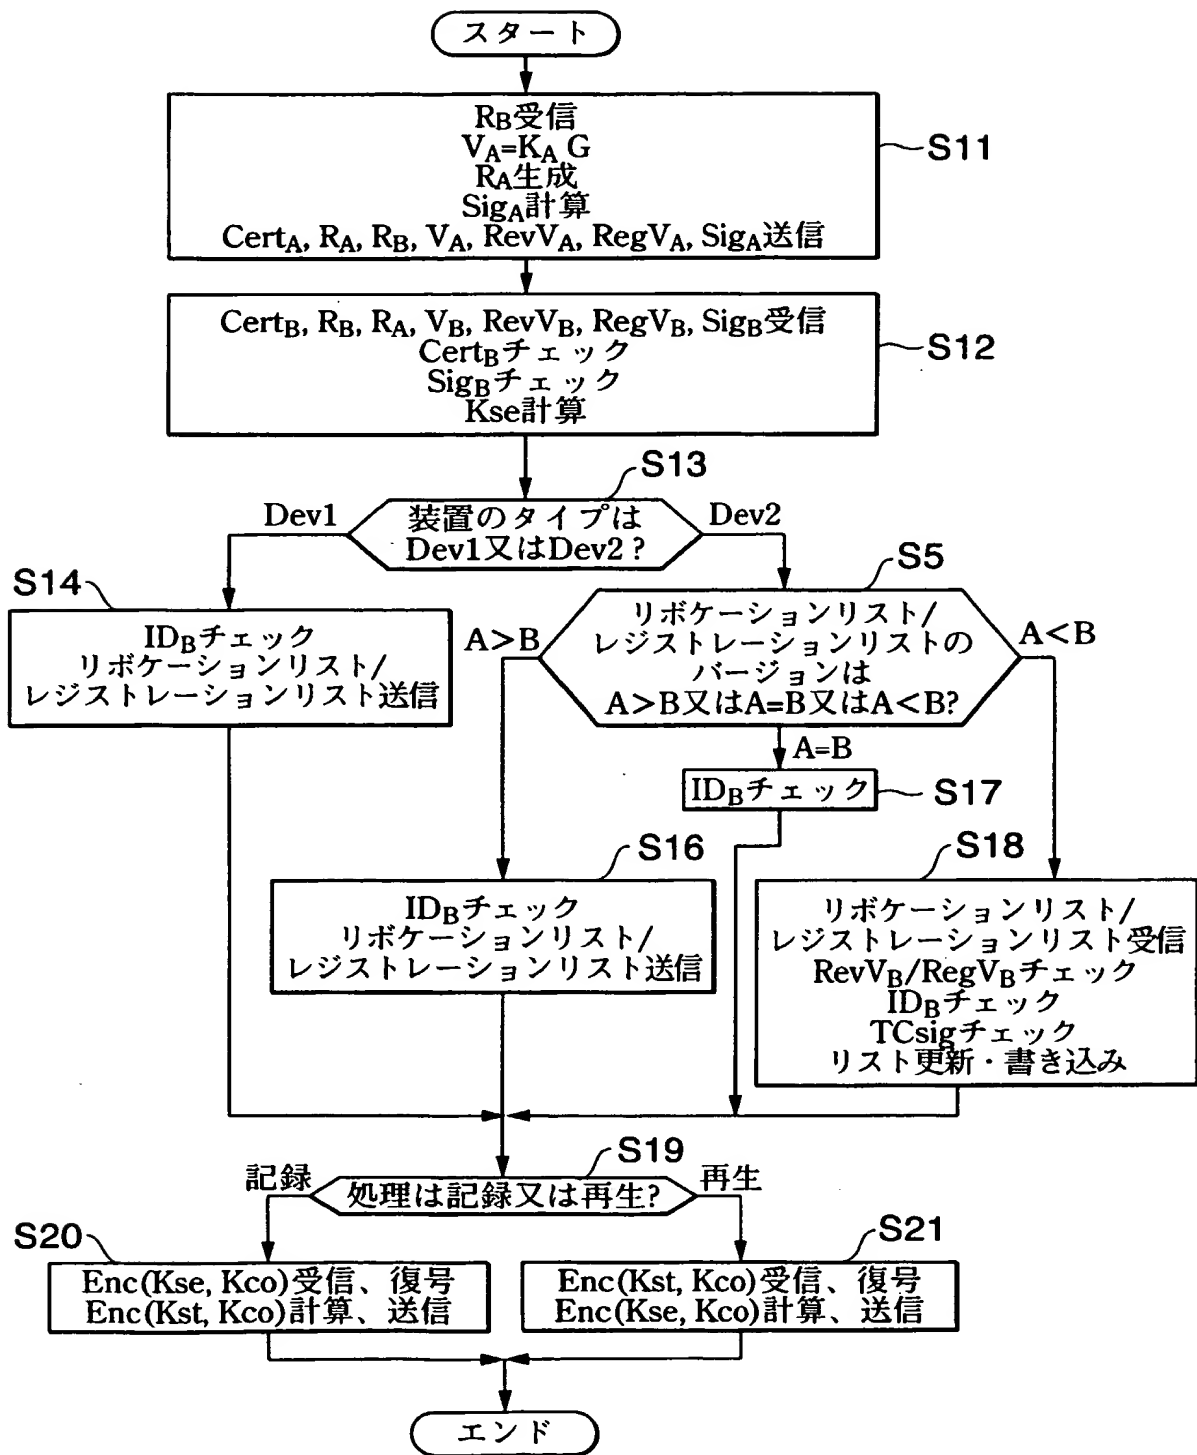 スタート
RB受信
VA=KA G
RA生成
SigA計算
CertA, RA, RB, VA, RevVA, RegVA, SigA送信
S11
CertB, RB, RA, VB, RevVB, RegVB, SigB受信
CertBチェック
SigBチェック
Kse計算
S12
S13
Dev1
装置のタイプは
Dev1又はDev2?
Dev2
S14
IDBチェック
リボケーションリスト/
レジストレーションリスト送信
S5
A>B
リボケーションリスト/
レジストレーションリストの
バージョンは
A>B又はA=B又はA<B?
A<B
A=B
IDBチェック
S17
S16
IDBチェック
リボケーションリスト/
レジストレーションリスト送信
S18
リボケーションリスト/
レジストレーションリスト受信
RevVB/RegVBチェック
IDBチェック
TCsigチェック
リスト更新・書き込み
S19
記録
処理は記録又は再生?
再生
S20
Enc(Kse, Kco)受信、復号
Enc(Kst, Kco)計算、送信
S21
Enc(Kst, Kco)受信、復号
Enc(Kse, Kco)計算、送信
エンド